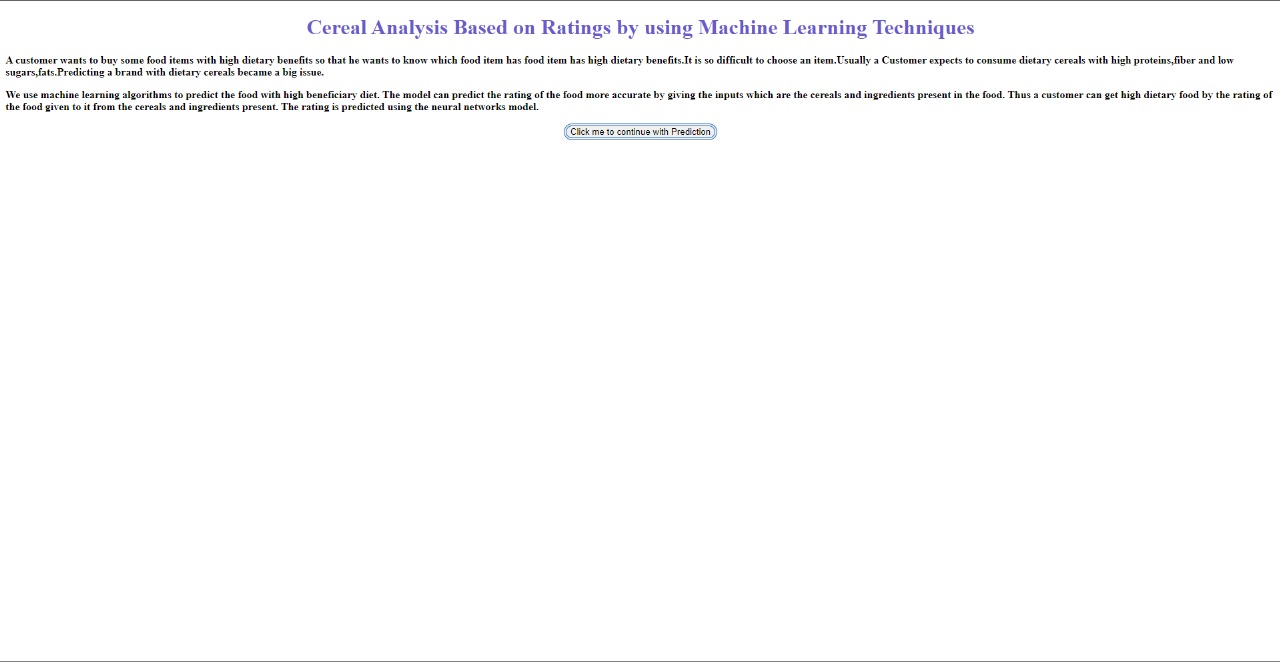 Cereal Analysis Based on Ratings by using Machine Learning Techniques
A customer wants to buy some food items with high dietary benefits so that he wants to know which food item has food item has high dietary benefits.It is so difficult to choose an item.Usually a Customer expects to consume dietary cereals with high proteins,fiber and low
sugars,fats.Predicting a brand with dietary cereals became a big issue.
We use machine learning algorithms to predict the food with high beneficiary diet. The model can predict the rating of the food more accurate by giving the inputs which are the cereals and ingredients present in the food. Thus a customer can get high dietary food by the rating of
the food given to it from the cereals and ingredients present. The rating is predicted using the neural networks model.
Click me to continue with Prediction